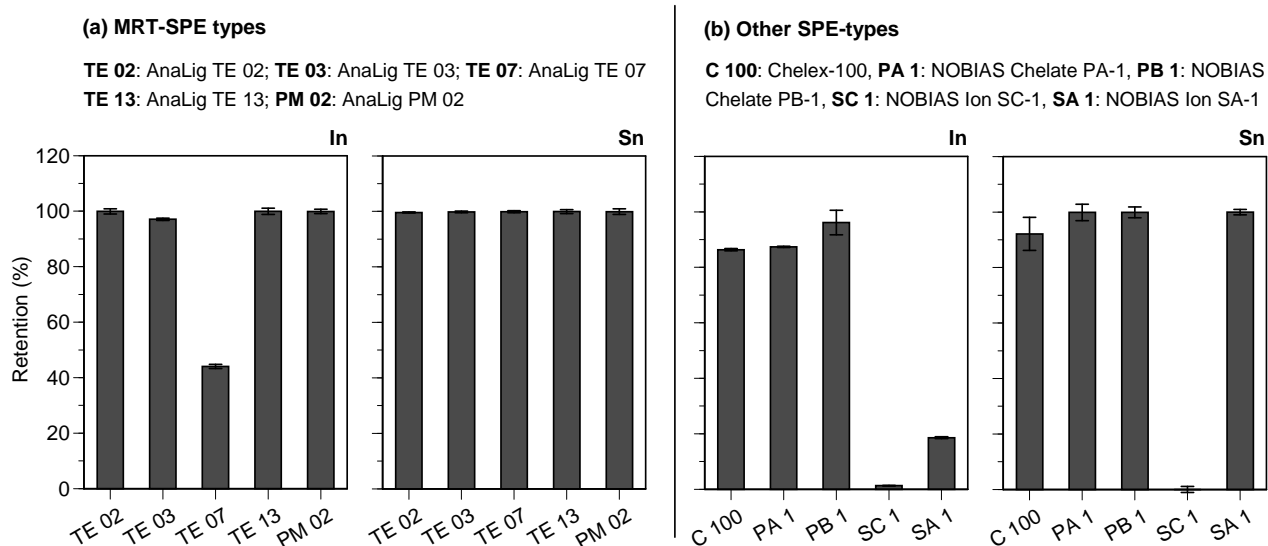 (a) MRT-SPE types
TE 02: AnaLig TE 02; TE 03: AnaLig TE 03; TE 07: AnaLig TE 07
TE 13: AnaLig TE 13; PM 02: AnaLig PM 02
In
Sn
Retention (%)
120
100
80
60
40
20
0
TE 02
TE 03
TE 07
TE 13
PM 02
TE 02
TE 03
TE 07
TE 13
PM 02
(b) Other SPE-types
C 100: Chelex-100, PA 1: NOBIAS Chelate PA-1, PB 1: NOBIAS
Chelate PB-1, SC 1: NOBIAS Ion SC-1, SA 1: NOBIAS Ion SA-1
In
Sn
C 100
PA 1
PB 1
SC 1
SA 1
C 100
PA 1
PB 1
SC 1
SA 1